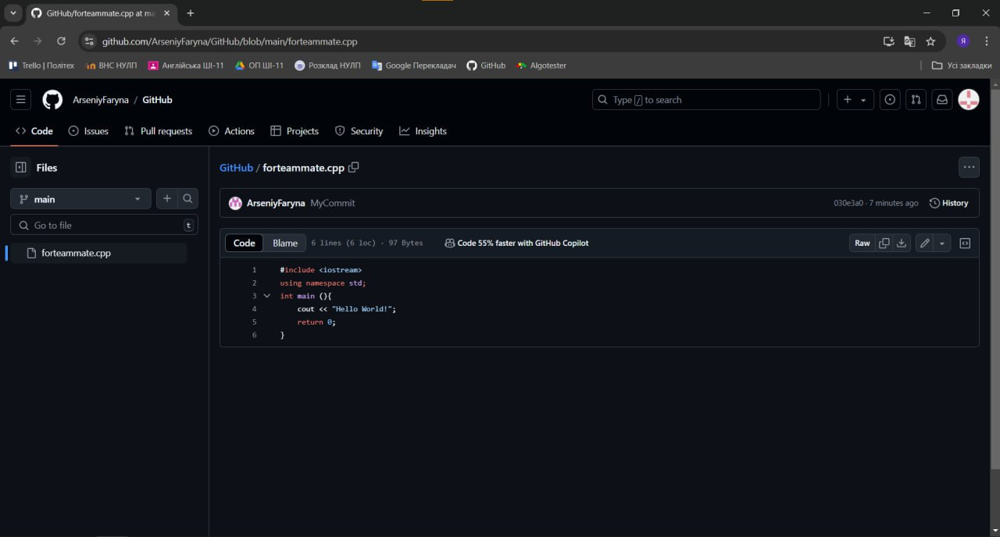 GitHub/forteammate.cpp at ma
github.com/ArseniyFaryna/GitHub/blob/main/forteammate.cpp
Я
Trello | Політех
ВНС НУЛП
Англійська ШІ-11
ОП ШІ-11
Розклад НУЛП
Google Перекладач
GitHub
Algotester
Усі закладки
ArseniyFaryna / GitHub
Type / to search
Code
Issues
Pull requests
Actions
Projects
Security
Insights
Files
main
Go to file
t
forteammate.cpp
GitHub / forteammate.cpp
ArseniyFaryna MyCommit
030e3a0 · 7 minutes ago
History
Code
Blame
6 lines (6 loc) · 97 Bytes
Code 55% faster with GitHub Copilot
Raw
1 #include <iostream>
2 using namespace std;
3 int main (){
4 cout << "Hello World!";
5 return 0;
6 }